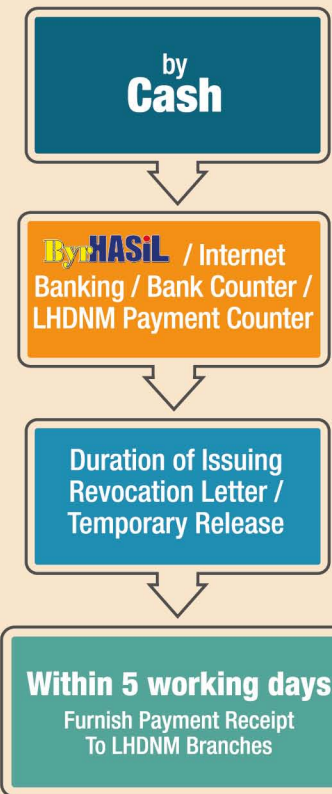 by
Cash
ByrHASiL / Internet
Banking / Bank Counter /
LHDNM Payment Counter
Duration of Issuing
Revocation Letter /
Temporary Release
Within 5 working days
Furnish Payment Receipt
To LHDNM Branches